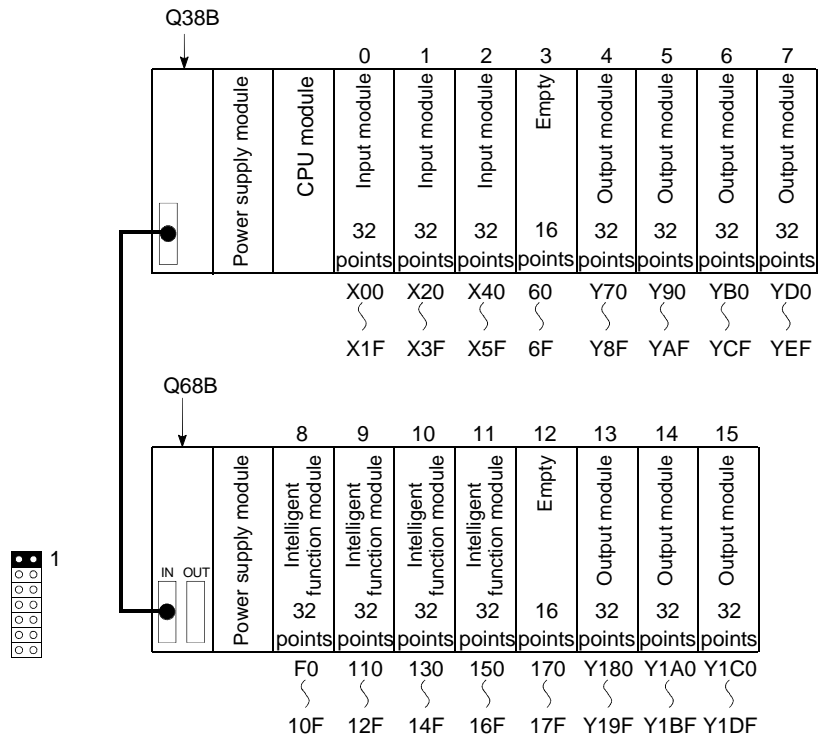 Q38B
0 1 2 3 4 5 6 7
Power supply module
CPU module
Input module
Input module
Input module
Empty
Output module
Output module
Output module
Output module
32 32 32 16 32 32 32 32
points points points points points points points points
X00 X20 X40 60 Y70 Y90 YB0 YD0
X1F X3F X5F 6F Y8F YAF YCF YEF
Q68B
8 9 10 11 12 13 14 15
1
IN OUT
Power supply module
Intelligent
function module
Intelligent
function module
Intelligent
function module
Intelligent
function module
Empty
Output module
Output module
Output module
32 32 32 32 16 32 32 32
points points points points points points points points
F0 110 130 150 170 Y180 Y1A0 Y1C0
10F 12F 14F 16F 17F Y19F Y1BF Y1DF